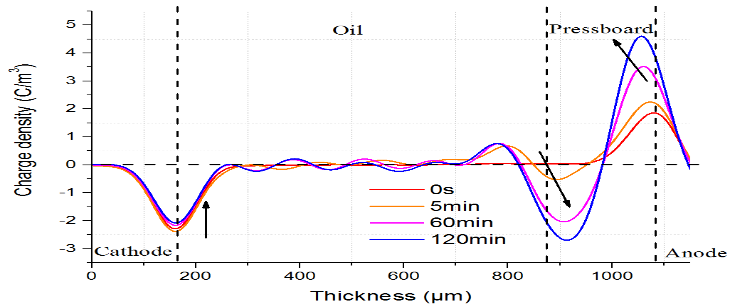 Oil
Pressboard
Charge density (C/m³)
5
4
3
2
1
0
-1
-2
-3
0s
5min
60min
120min
Cathode
Anode
0
200
400
600
800
1000
Thickness (μm)